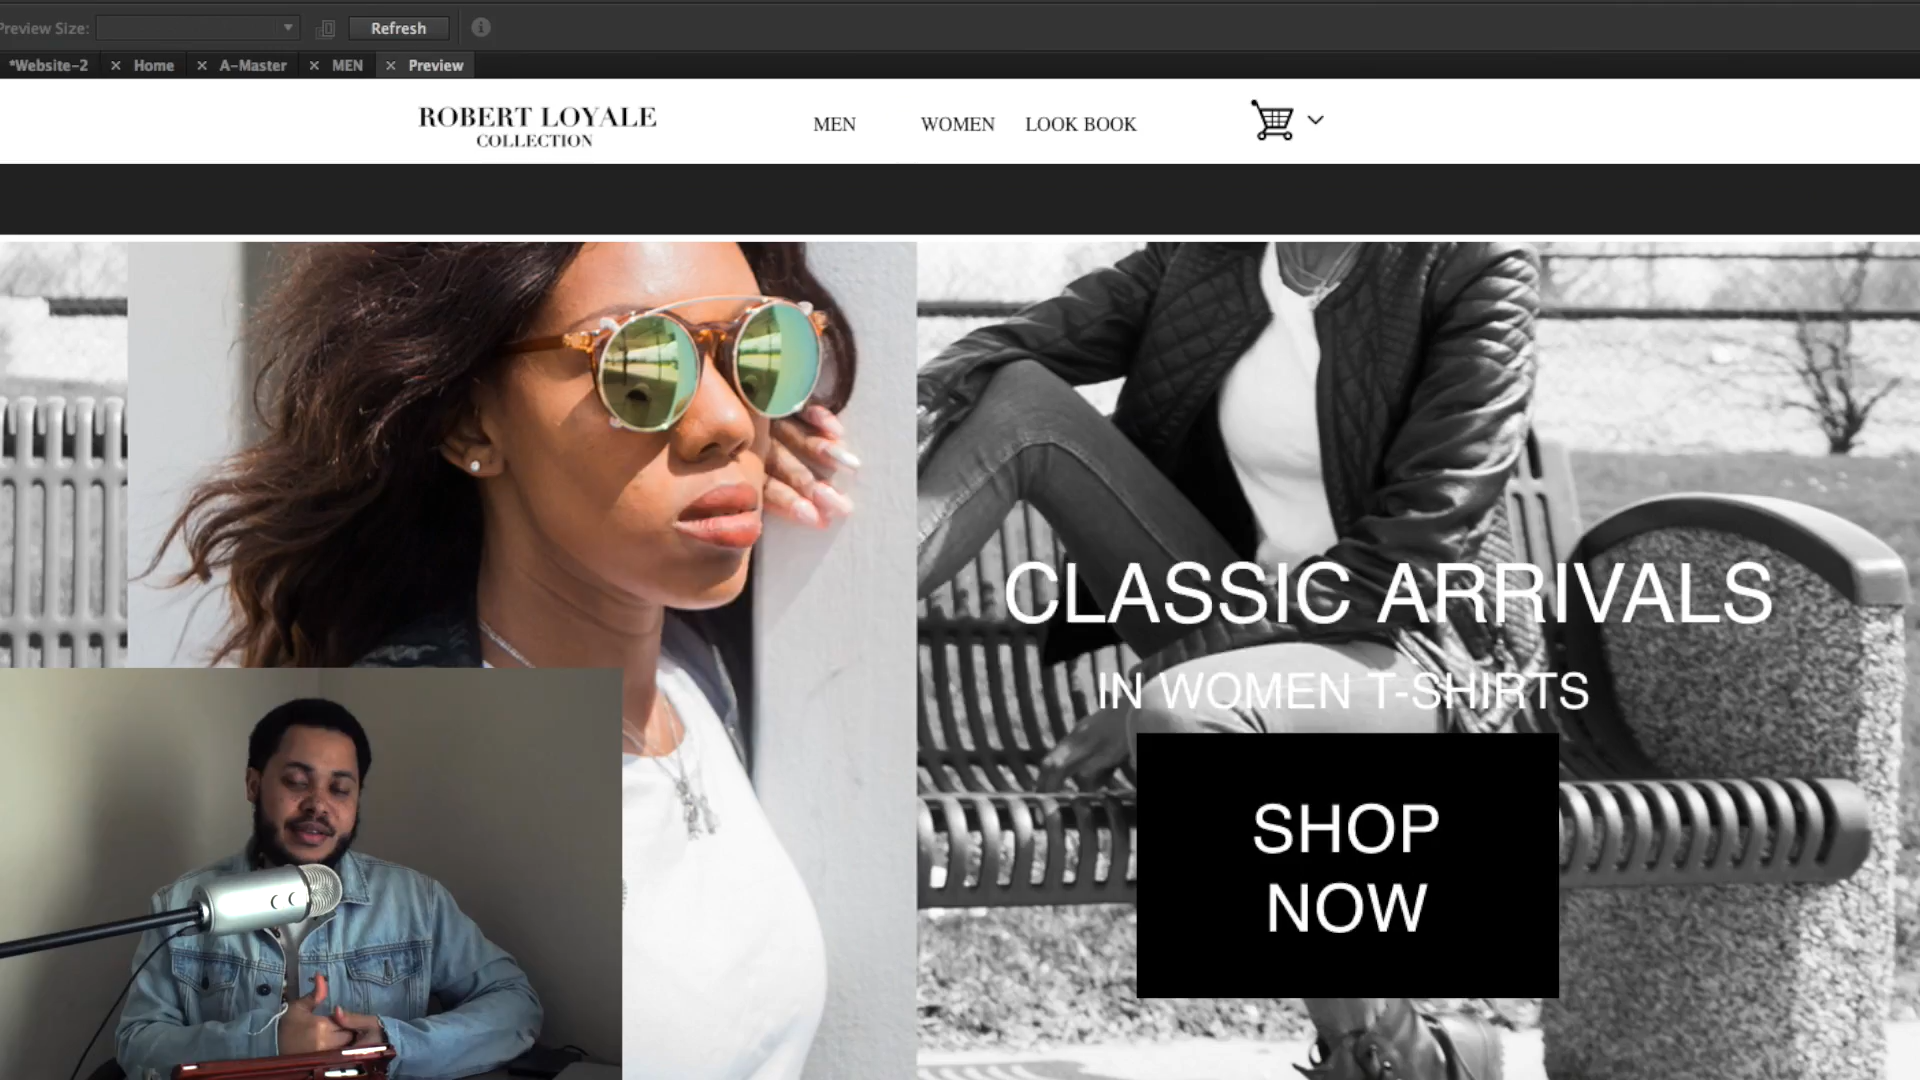 Preview Size:
Refresh
*Website-2
Home
A-Master
MEN
Preview
ROBERT LOYALE
COLLECTION
MEN
WOMEN
LOOK BOOK
CLASSIC ARRIVALS
IN WOMEN T-SHIRTS
SHOP
NOW